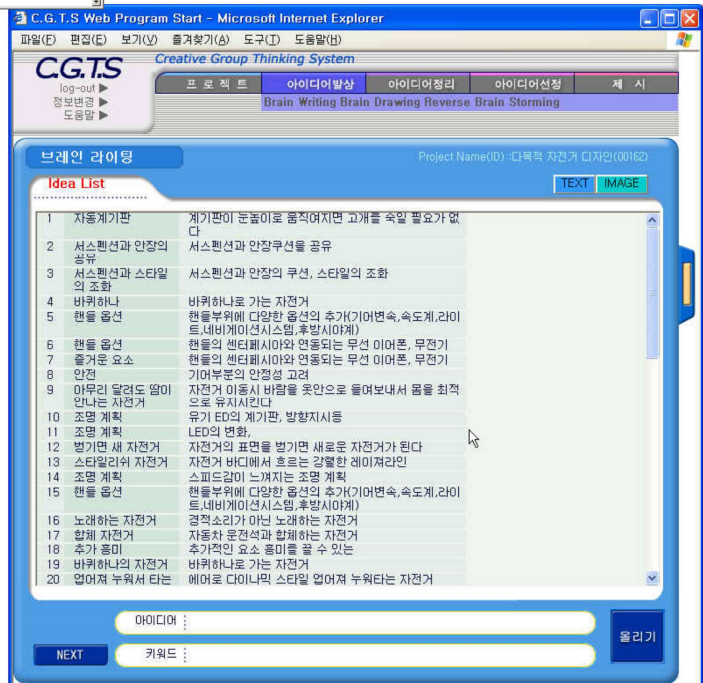 C.G.T.S Web Program Start - Microsoft Internet Explorer
파일(F) 편집(E) 보기(V) 즐겨찾기(A) 도구(T) 도움말(H)
Creative Group Thinking System
C.G.T.S
log-out ▶
정보변경 ▶
도움말 ▶
프 로 젝 트 아이디어발상 아이디어정리 아이디어선정 제 시
Brain Writing Brain Drawing Reverse Brain Storming
브레인 라이팅
Project Name(ID) :다목적 자전거 디자인(00162)
Idea List
TEXT IMAGE
1 자동계기판 계기판이 눈높이로 움직여지면 고개를 숙일 필요가 없
다
2 서스펜션과 안장의 서스펜션과 안장쿠션을 공유
공유
3 서스펜션과 스타일 서스펜션과 안장의 쿠션, 스타일의 조화
의 조화
4 바퀴하나 바퀴하나로 가는 자전거
5 핸들 옵션 핸들부위에 다양한 옵션의 추가(기어변속,속도계,라이
트,네비게이션시스템,후방시야계)
6 핸들 옵션 핸들의 센터페시아와 연동되는 무선 이어폰, 무전기
7 즐거운 요소 핸들의 센터페시아와 연동되는 무선 이어폰, 무전기
8 안전 기어부분의 안정성 고려
9 아무리 달려도 땀이 자전거 이동시 바람을 옷안으로 들여보내서 몸을 최적
안나는 자전거 으로 유지시킨다
10 조명 계획 유기 ED의 계기판, 방향지시등
11 조명 계획 LED의 변화,
12 벗기면 새 자전거 자전거의 표면을 벗기면 새로운 자전거가 된다
13 스타일리쉬 자전거 자전거 바디에서 흐르는 강렬한 레이져라인
14 조명 계획 스피드감이 느껴지는 조명 계획
15 핸들 옵션 핸들부위에 다양한 옵션의 추가(기어변속,속도계,라이
트,네비게이션시스템,후방시야계)
16 노래하는 자전거 경적소리가 아닌 노래하는 자전거
17 합체 자전거 자동차 운전석과 합체하는 자전거
18 추가 흥미 추가적인 요소 흥미를 끌 수 있는
19 바퀴하나의 자전거 바퀴하나로 가는 자전거
20 업어져 누워서 타는 에어로 다이나믹 스타일 업어져 누워타는 자전거
아이디어 :
키워드 :
NEXT
올리기